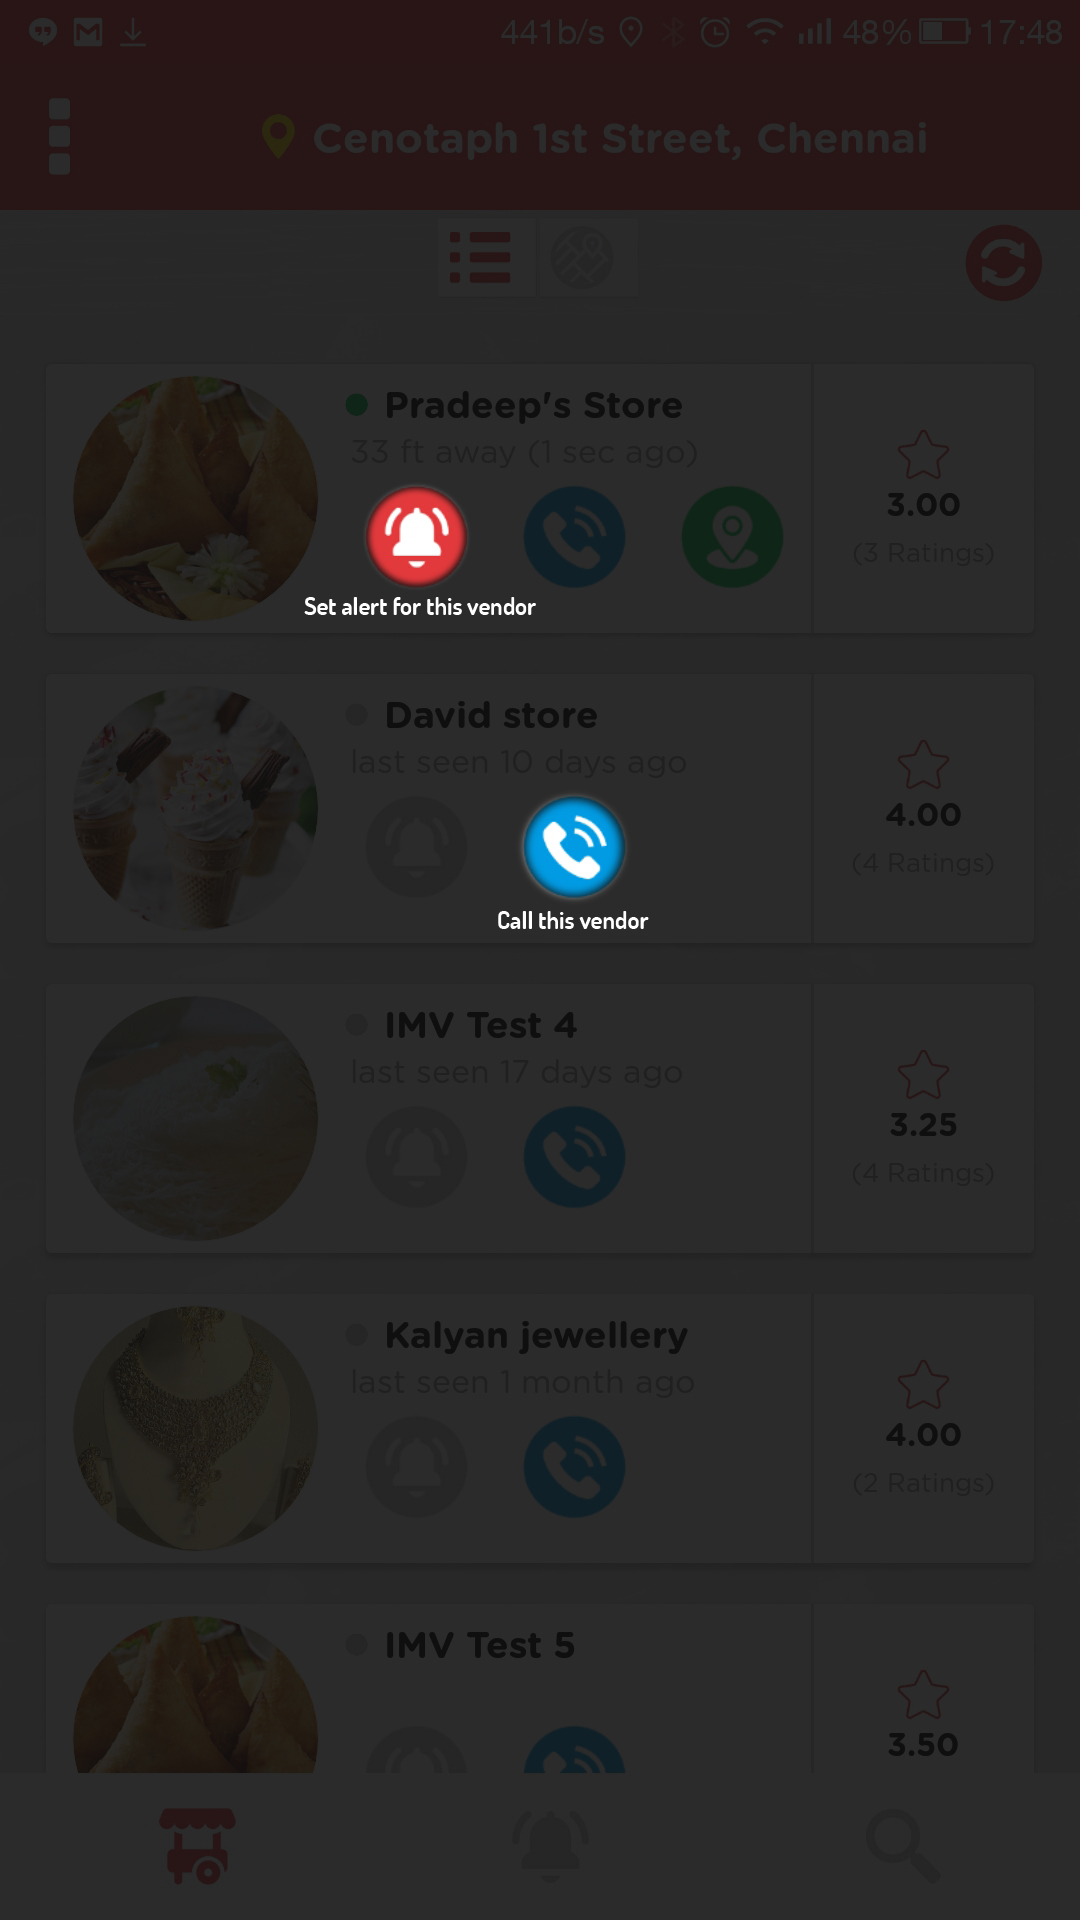 441b/s 48% 17:48
Cenotaph 1st Street, Chennai
Pradeep's Store
33 ft away (1 sec ago)
3.00
(3 Ratings)
Set alert for this vendor
David store
last seen 10 days ago
4.00
(4 Ratings)
Call this vendor
IMV Test 4
last seen 17 days ago
3.25
(4 Ratings)
Kalyan jewellery
last seen 1 month ago
4.00
(2 Ratings)
IMV Test 5
3.50